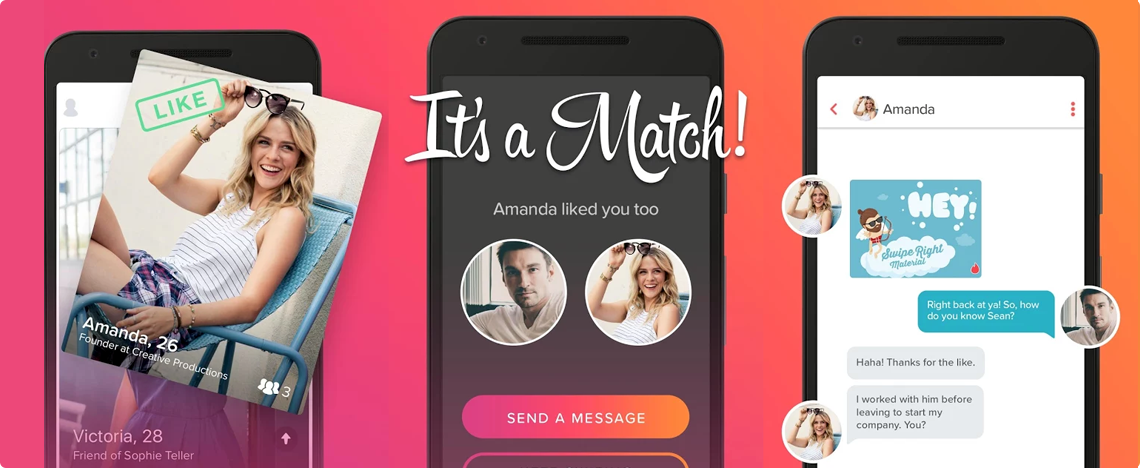 LIKE
Amanda, 26
Founder at Creative Productions
3
Victoria, 28
Friend of Sophie Teller
It's a Match!
Amanda liked you too
SEND A MESSAGE
Amanda
HEY!
Swipe Right
Material
Right back at ya! So, how
do you know Sean?
Haha! Thanks for the like.
I worked with him before
leaving to start my
company. You?